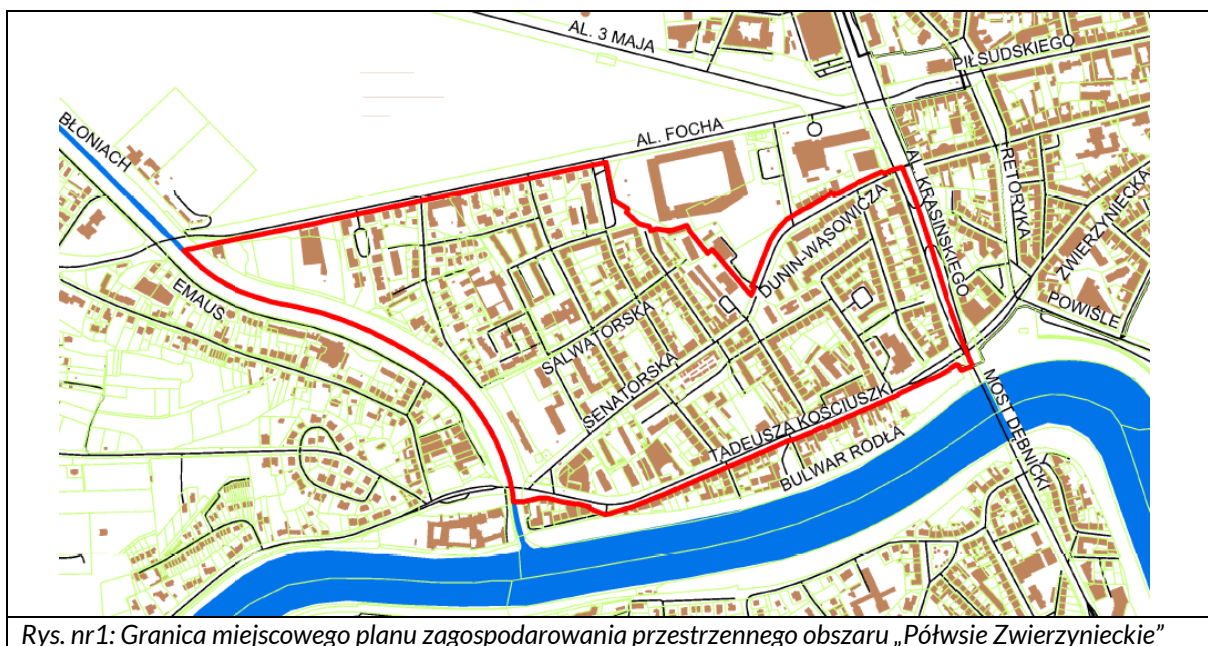 AL. 3 MAJA
PIŁSUDSKIEGO
BŁONIACH
AL. FOCHA
AL. KRASIŃSKIEGO
RETORYKA
ZWIERZYNIECKA
DUNIN-WĄSOWICZA
EMAUS
POWIŚLE
SALWATORSKA
SENATORSKA
TADEUSZA KOŚCIUSZKI
MOST DĘBNICKI
BULWAR RODŁA
Rys. nr1: Granica miejscowego planu zagospodarowania przestrzennego obszaru „Półwsie Zwierzynieckie”